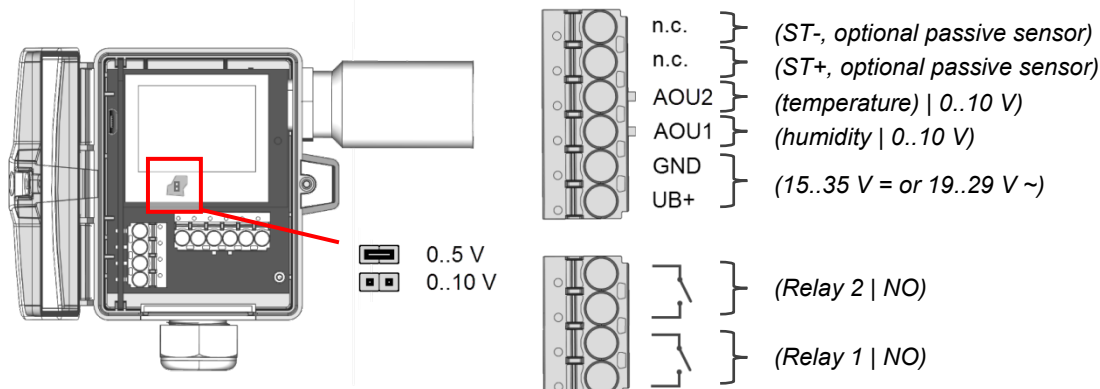 n.c. (ST-, optional passive sensor)
n.c. (ST+, optional passive sensor)
AOU2 (temperature) | 0..10 V)
AOU1 (humidity | 0..10 V)
GND
UB+ (15..35 V = or 19..29 V ~)
0..5 V
0..10 V
(Relay 2 | NO)
(Relay 1 | NO)